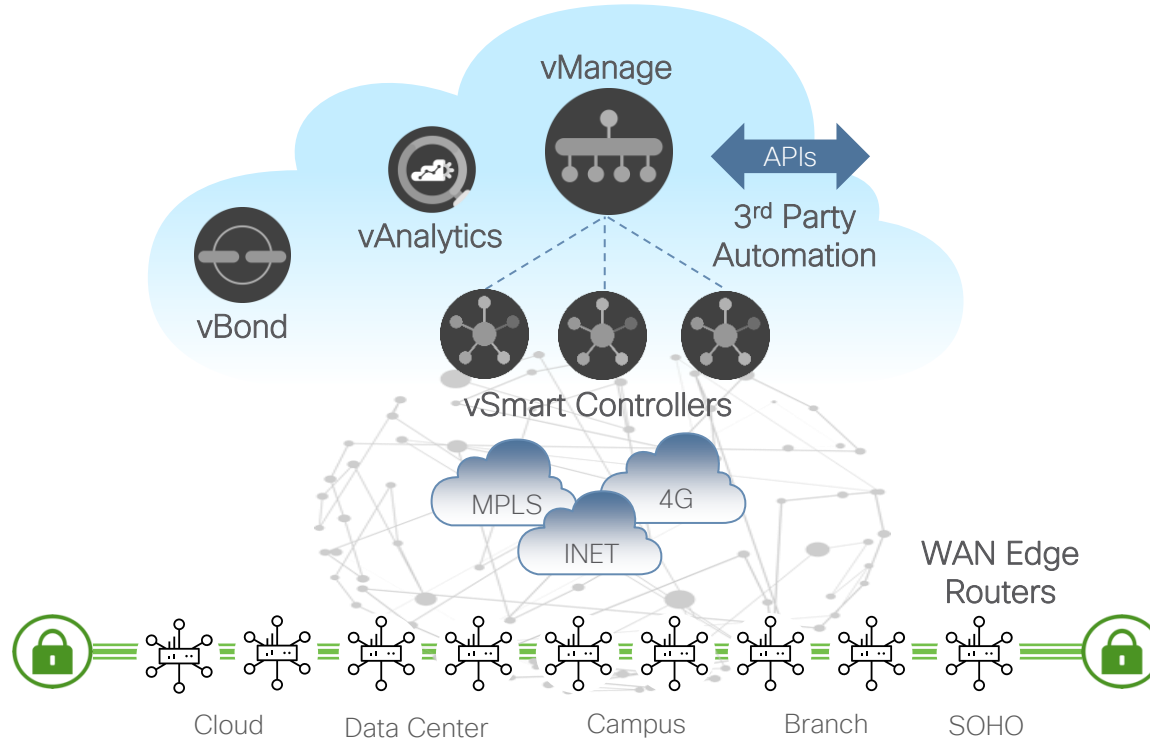 vManage
APIs
vAnalytics
3rd Party
Automation
vBond
vSmart Controllers
MPLS
4G
INET
WAN Edge
Routers
Cloud
Data Center
Campus
Branch
SOHO